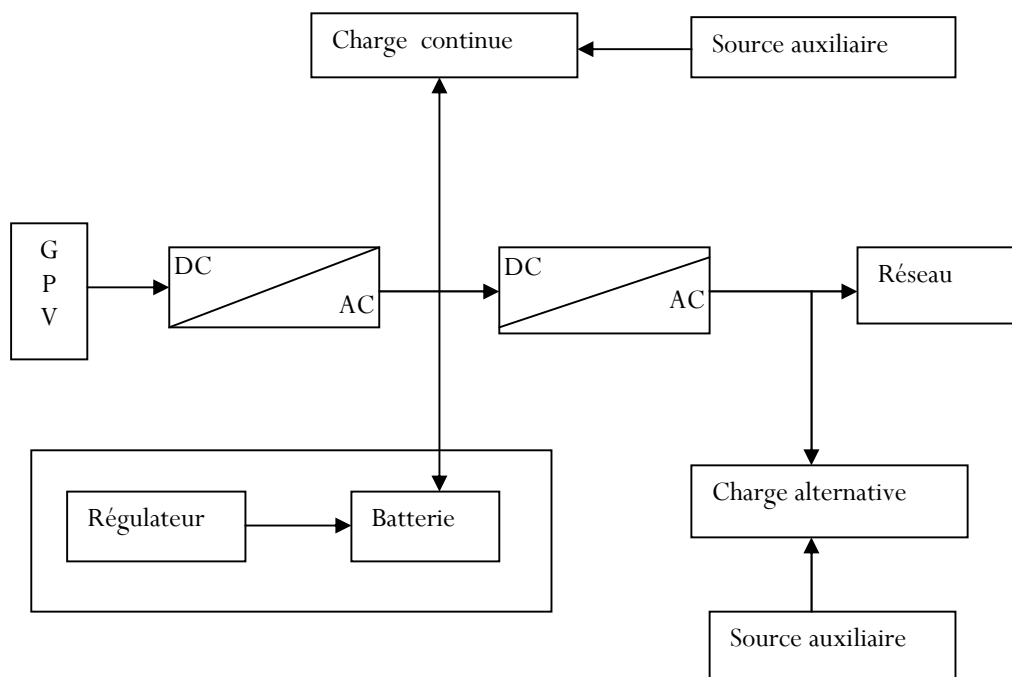 Charge continue
Source auxiliaire
G
P
V
DC
AC
DC
AC
Réseau
Régulateur
Batterie
Charge alternative
Source auxiliaire